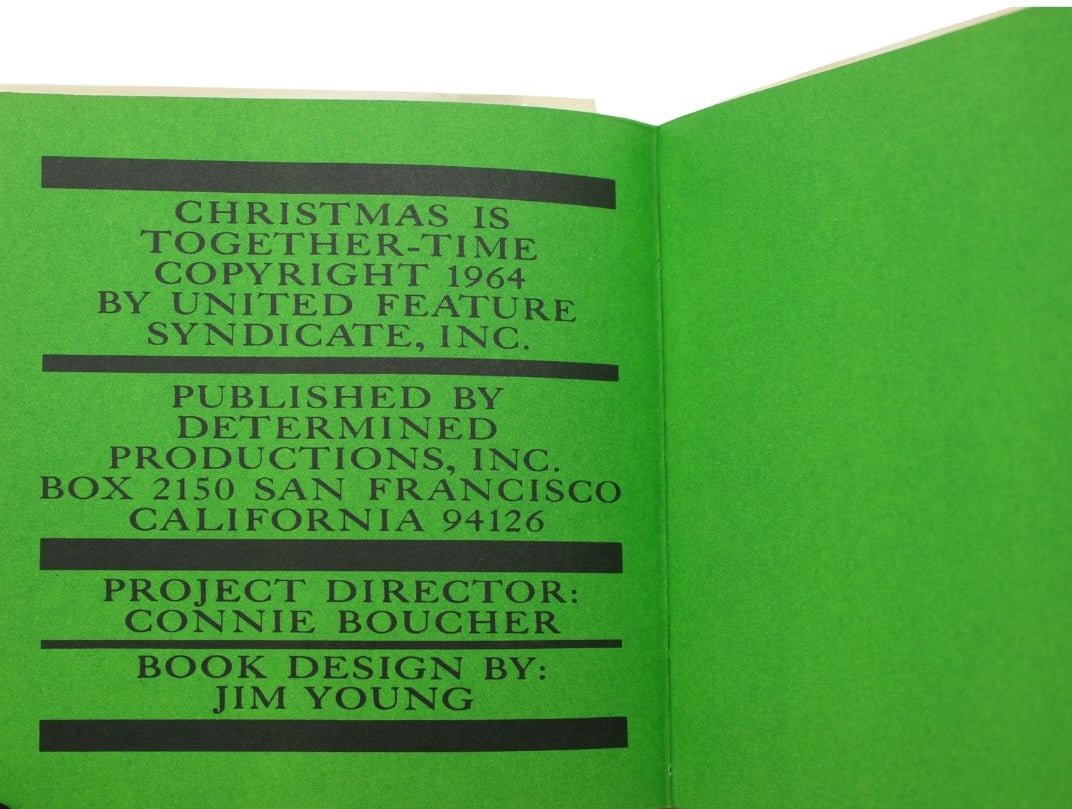 CHRISTMAS IS
TOGETHER-TIME
COPYRIGHT 1964
BY UNITED FEATURE
SYNDICATE, INC.
PUBLISHED BY
DETERMINED
PRODUCTIONS, INC.
BOX 2150 SAN FRANCISCO
CALIFORNIA 94126
PROJECT DIRECTOR:
CONNIE BOUCHER
BOOK DESIGN BY:
JIM YOUNG